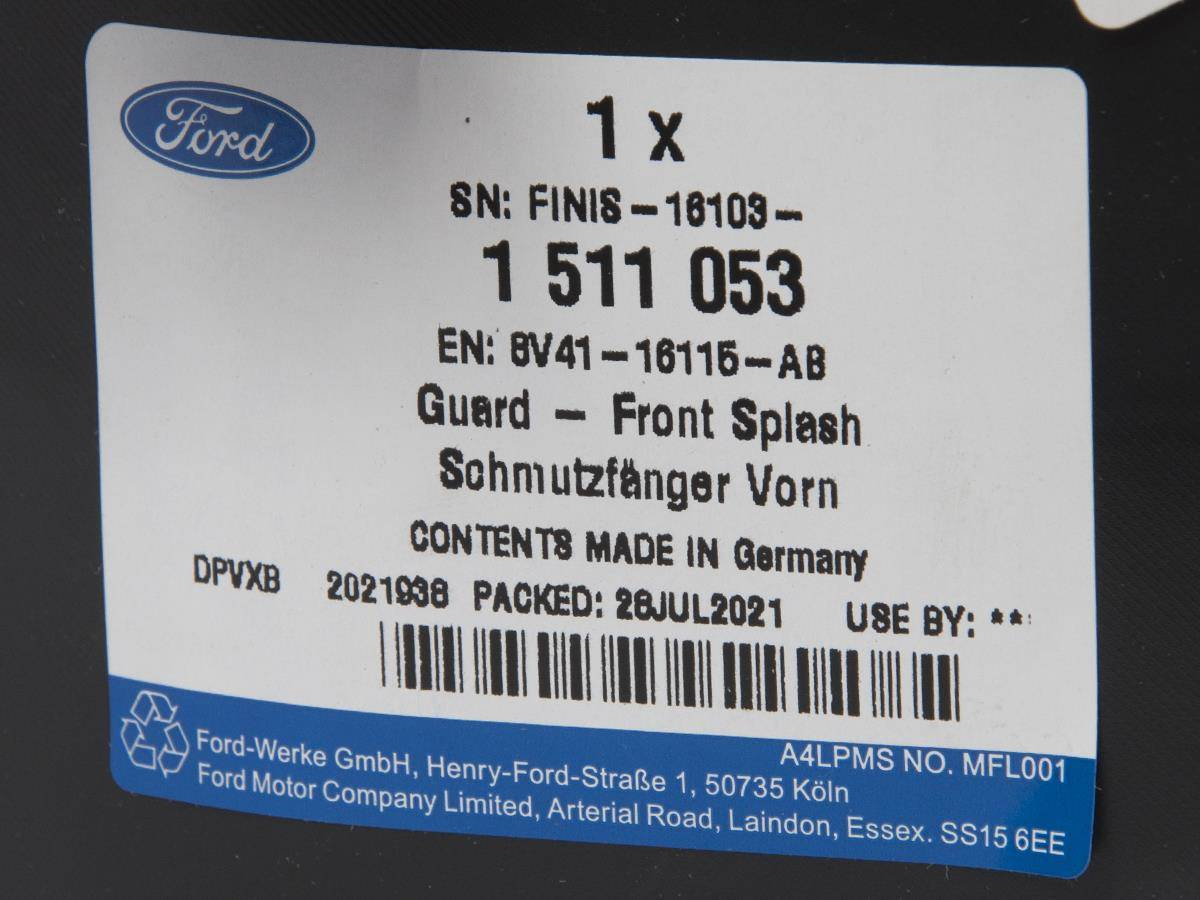 Ford
1 x
SN: FINIS-16103-
1 511 053
EN: 8V41-16115-AB
Guard - Front Splash
Schmutzfänger Vorn
CONTENTS MADE IN Germany
DPVXB 2021938 PACKED: 28JUL2021 USE BY: **
A4LPMS NO. MFL001
Ford-Werke GmbH, Henry-Ford-Straße 1, 50735 Köln
Ford Motor Company Limited, Arterial Road, Laindon, Essex. SS15 6EE